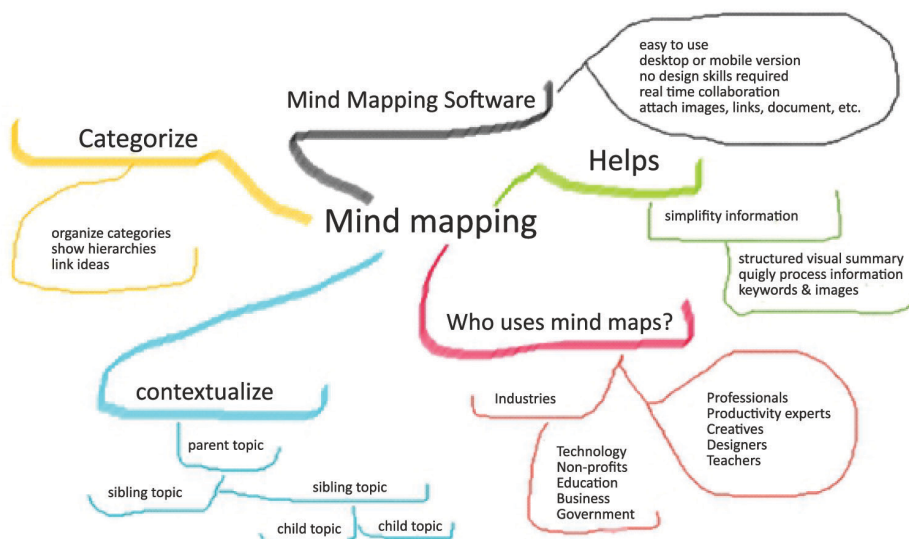 easy to use
desktop or mobile version
no design skills required
real time collaboration
attach images, links, document, etc.
Mind Mapping Software
Categorize
Helps
Mind mapping
simplifity information
organize categories
show hierarchies
link ideas
structured visual summary
quigly process information
keywords & images
Who uses mind maps?
contextualize
Industries
Professionals
Productivity experts
Creatives
Designers
Teachers
parent topic
Technology
Non-profits
Education
Business
Government
sibling topic
sibling topic
child topic
child topic